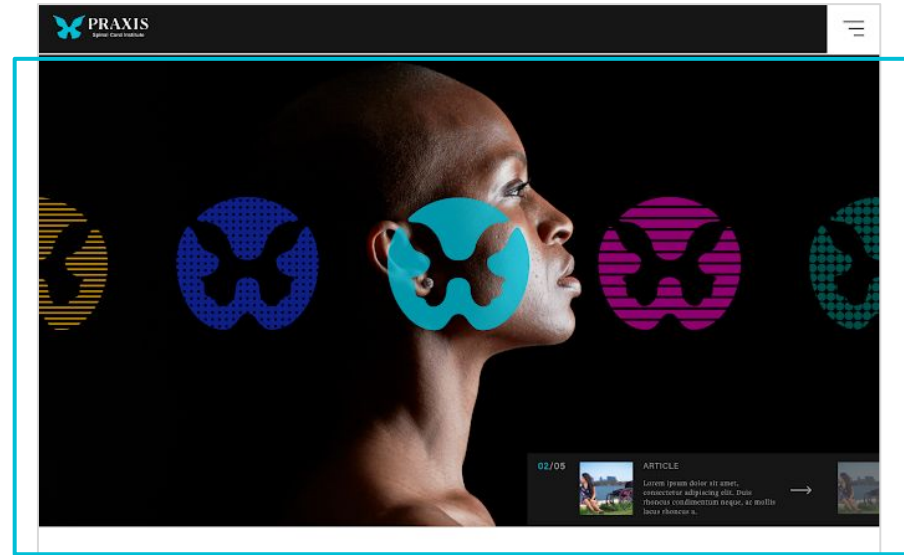 PRAXIS
Spinal Cord Institute
02/05
ARTICLE
Lorem ipsum dolor sit amet,
consectetur adipiscing elit. Duis
rhoncus condimentum neque, ac mollis
lacus rhoncus a.